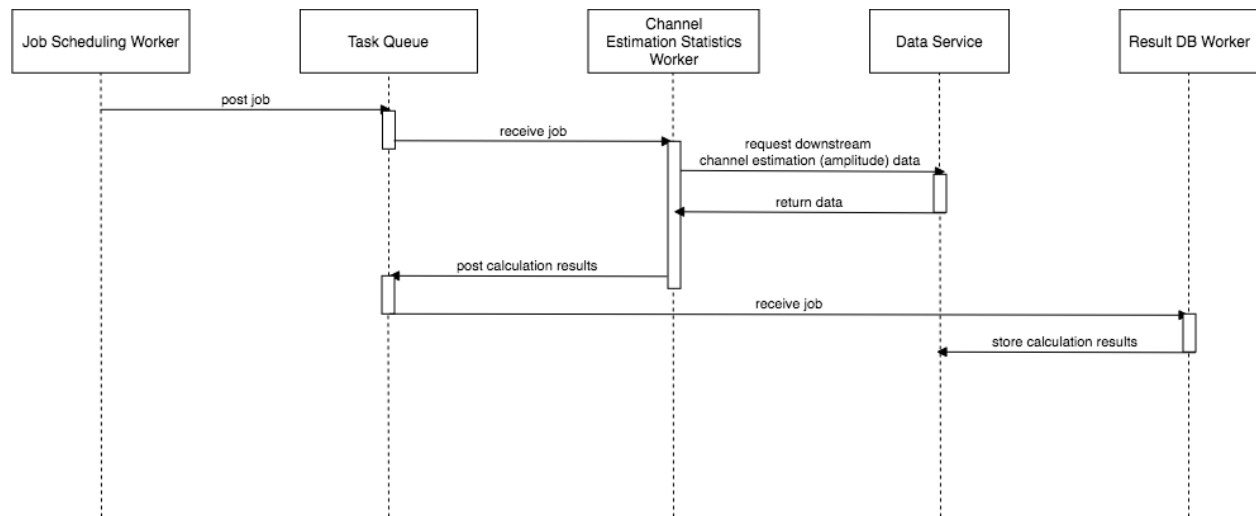 Job Scheduling Worker
Task Queue
Channel
Estimation Statistics
Worker
Data Service
Result DB Worker
post job
receive job
request downstream
channel estimation (amplitude) data
return data
post calculation results
receive job
store calculation results